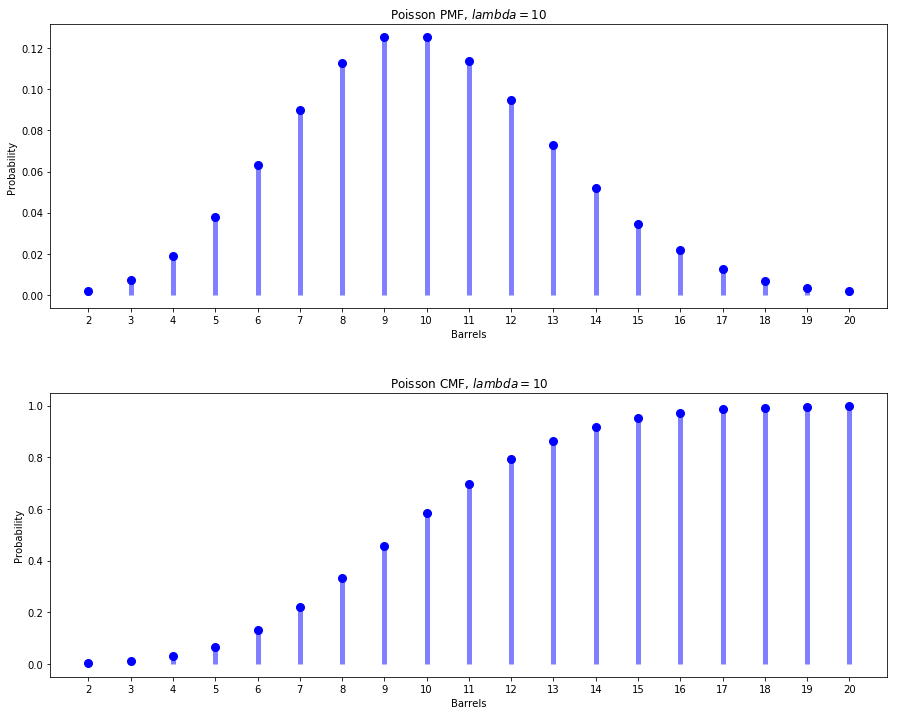 Poisson PMF, lambda = 10
Probability
0.12
0.10
0.08
0.06
0.04
0.02
0.00
2 3 4 5 6 7 8 9 10 11 12 13 14 15 16 17 18 19 20
Barrels
Poisson CMF, lambda = 10
Probability
1.0
0.8
0.6
0.4
0.2
0.0
2 3 4 5 6 7 8 9 10 11 12 13 14 15 16 17 18 19 20
Barrels